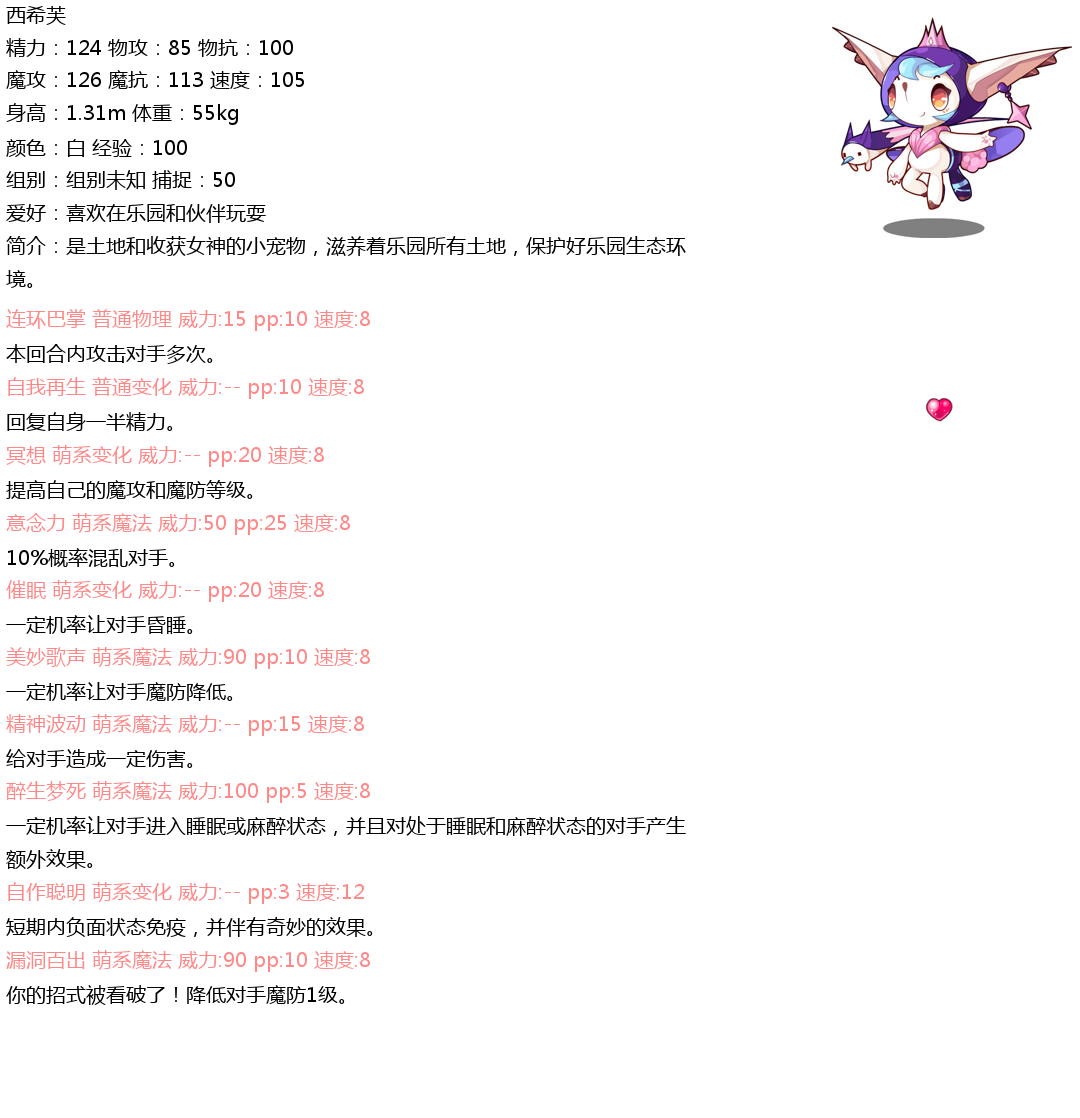 西希芙
精力：124 物攻：85 物抗：100
魔攻：126 魔抗：113 速度：105
身高：1.31m 体重：55kg
颜色：白 经验：100
组别：组别未知 捕捉：50
爱好：喜欢在乐园和伙伴玩耍
简介：是土地和收获女神的小宠物，滋养着乐园所有土地，保护好乐园生态环
境。
连环巴掌 普通物理 威力:15 pp:10 速度:8
本回合内攻击对手多次。
自我再生 普通变化 威力:-- pp:10 速度:8
回复自身一半精力。
冥想 萌系变化 威力:-- pp:20 速度:8
提高自己的魔攻和魔防等级。
意念力 萌系魔法 威力:50 pp:25 速度:8
10%概率混乱对手。
催眠 萌系变化 威力:-- pp:20 速度:8
一定机率让对手昏睡。
美妙歌声 萌系魔法 威力:90 pp:10 速度:8
一定机率让对手魔防降低。
精神波动 萌系魔法 威力:-- pp:15 速度:8
给对手造成一定伤害。
醉生梦死 萌系魔法 威力:100 pp:5 速度:8
一定机率让对手进入睡眠或麻醉状态，并且对处于睡眠和麻醉状态的对手产生
额外效果。
自作聪明 萌系变化 威力:-- pp:3 速度:12
短期内负面状态免疫，并伴有奇妙的效果。
漏洞百出 萌系魔法 威力:90 pp:10 速度:8
你的招式被看破了！降低对手魔防1级。